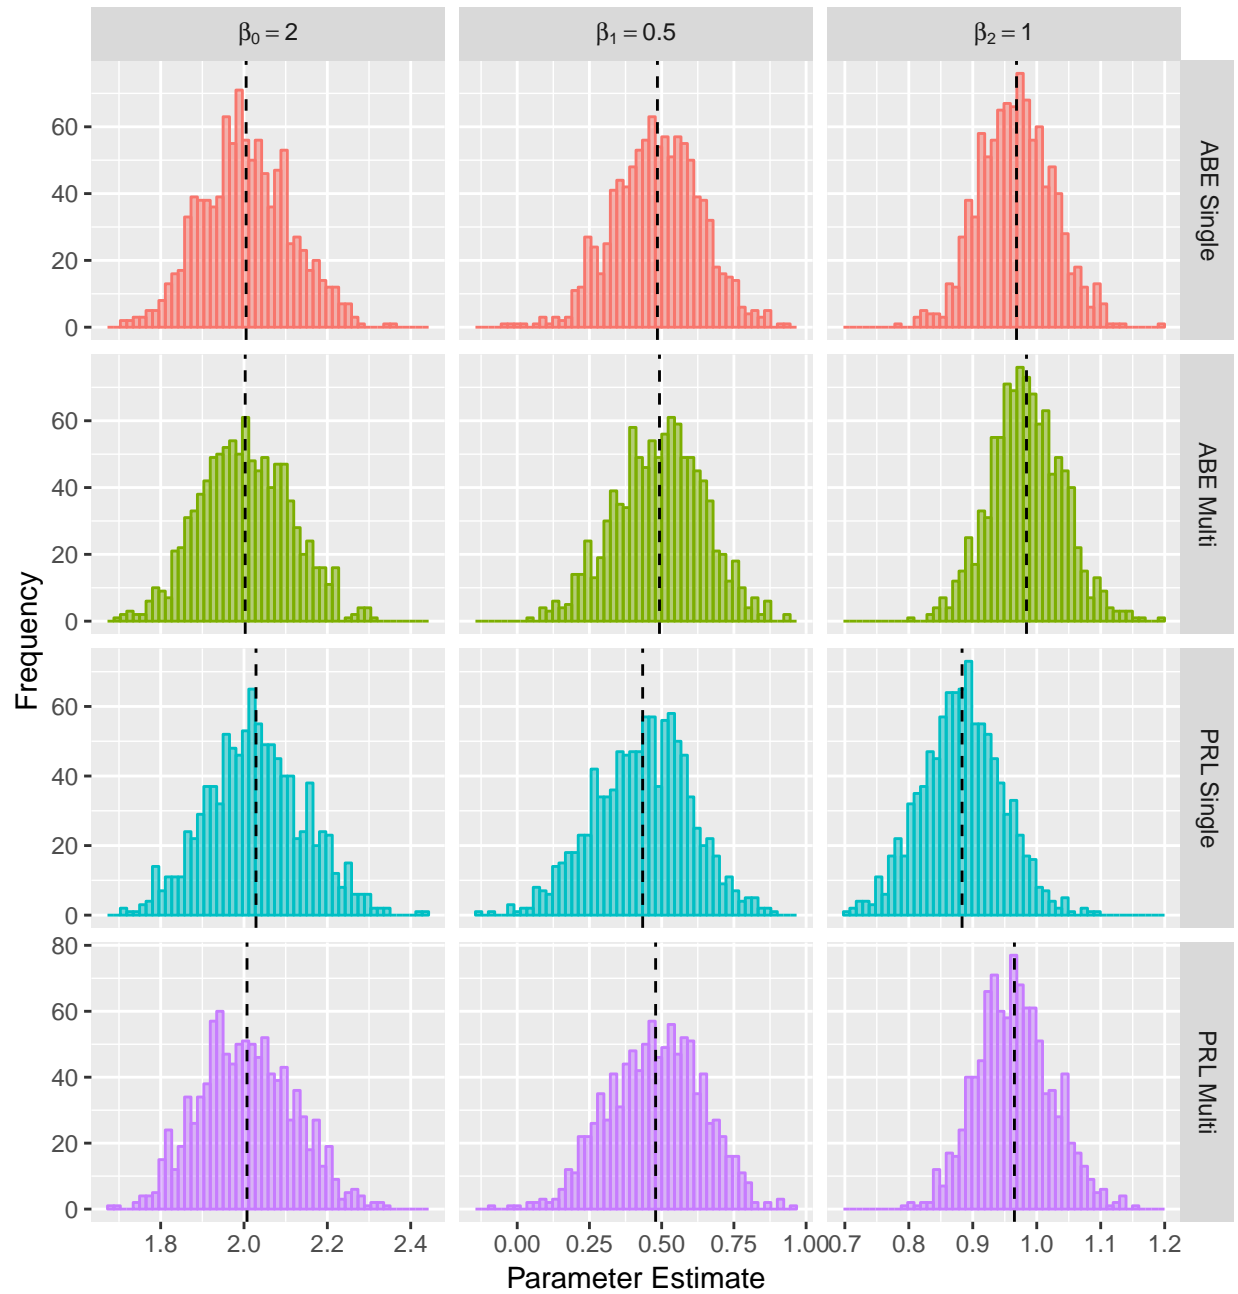 β₀ = 2
β₁ = 0.5
β₂ = 1
60
40
20
0
ABE Single
60
40
20
0
ABE Multi
60
40
20
0
PRL Single
80
60
40
20
0
PRL Multi
Frequency
1.8 2.0 2.2 2.4
0.00 0.25 0.50 0.75 1.00
0.7 0.8 0.9 1.0 1.1 1.2
Parameter Estimate